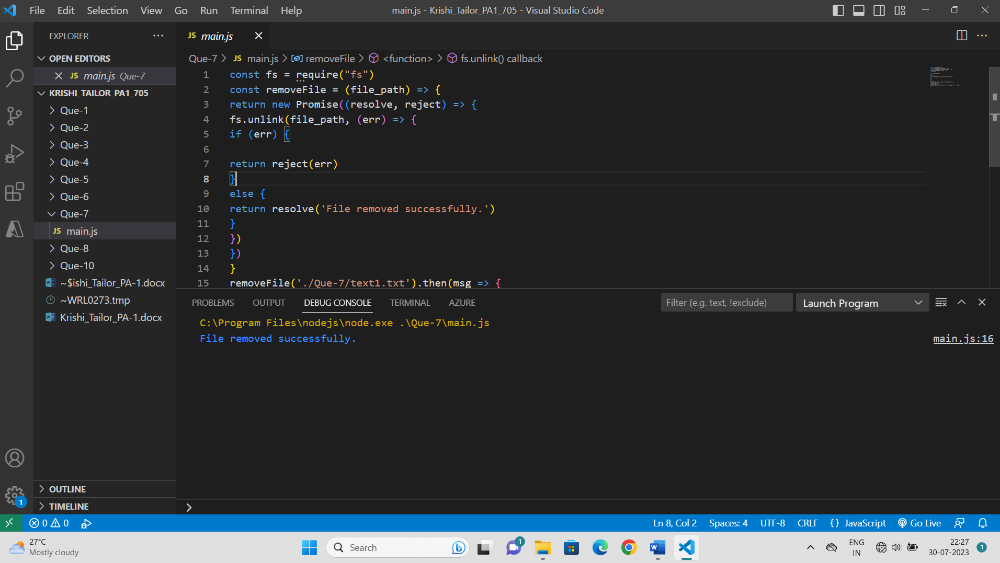 File Edit Selection View Go Run Terminal Help
main.js - Krishi_Tailor_PA1_705 - Visual Studio Code
EXPLORER
OPEN EDITORS
JS main.js Que-7
KRISHI_TAILOR_PA1_705
Que-1
Que-2
Que-3
Que-4
Que-5
Que-6
Que-7
JS main.js
Que-8
Que-10
~$ishi_Tailor_PA-1.docx
~WRL0273.tmp
Krishi_Tailor_PA-1.docx
OUTLINE
TIMELINE
JS main.js
Que-7 > JS main.js > removeFile > <function> > fs.unlink() callback
1 const fs = require("fs")
2 const removeFile = (file_path) => {
3 return new Promise((resolve, reject) => {
4 fs.unlink(file_path, (err) => {
5 if (err) {
6
7 return reject(err)
8 }
9 else {
10 return resolve('File removed successfully.')
11 }
12 })
13 })
14 }
15 removeFile('./Que-7/text1.txt').then(msg => {
PROBLEMS OUTPUT DEBUG CONSOLE TERMINAL AZURE
Filter (e.g. text, !exclude)
Launch Program
C:\Program Files\nodejs\node.exe .\Que-7\main.js
File removed successfully.
main.js:16
1
0 0
Ln 8, Col 2 Spaces: 4 UTF-8 CRLF {} JavaScript Go Live
27°C
Mostly cloudy
Search
1
ENG
IN
22:27
30-07-2023
1